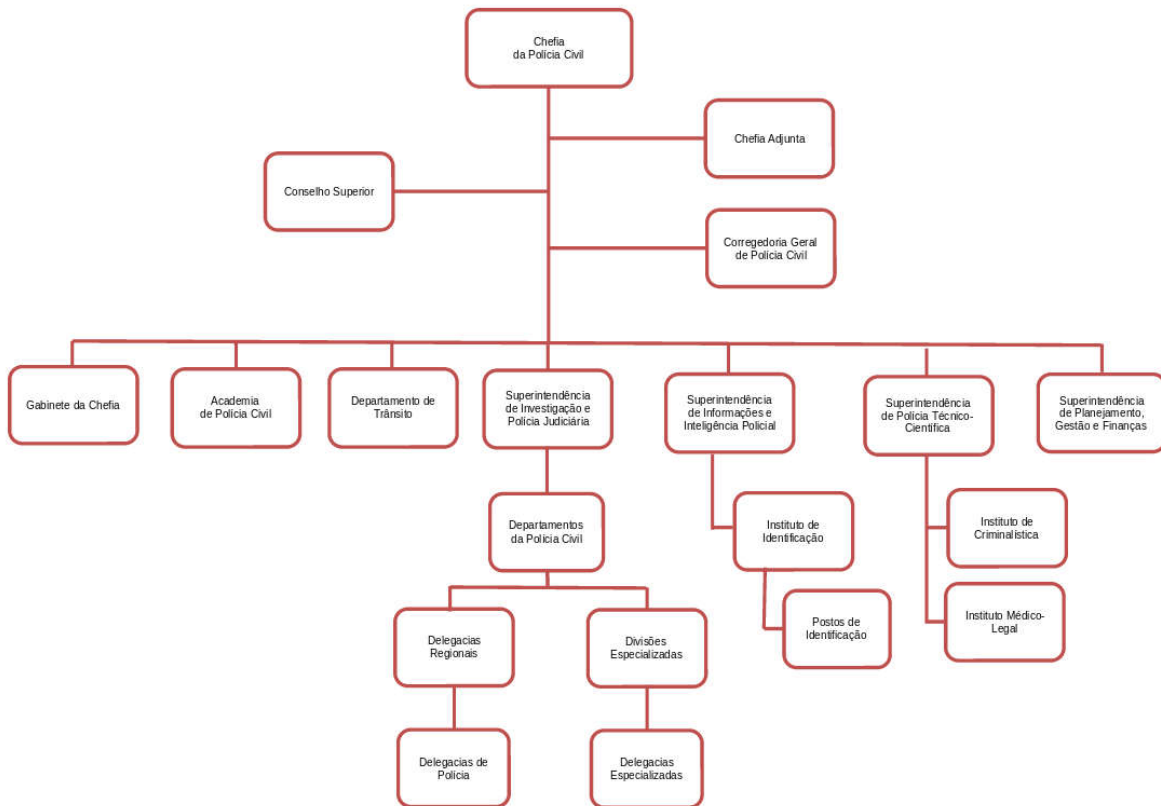 Chefia
da Polícia Civil
Chefia Adjunta
Conselho Superior
Corregedoria Geral
de Polícia Civil
Gabinete da Chefia
Academia
de Polícia Civil
Departamento de
Trânsito
Superintendência
de Investigação e
Polícia Judiciária
Superintendência
de Informações e
Inteligência Policial
Superintendência
de Polícia Técnico-
Científica
Superintendência
de Planejamento,
Gestão e Finanças
Departamentos
da Polícia Civil
Instituto de
Identificação
Instituto de
Criminalística
Delegacias
Regionais
Divisões
Especializadas
Postos de
Identificação
Instituto Médico-
Legal
Delegacias de
Polícia
Delegacias
Especializadas